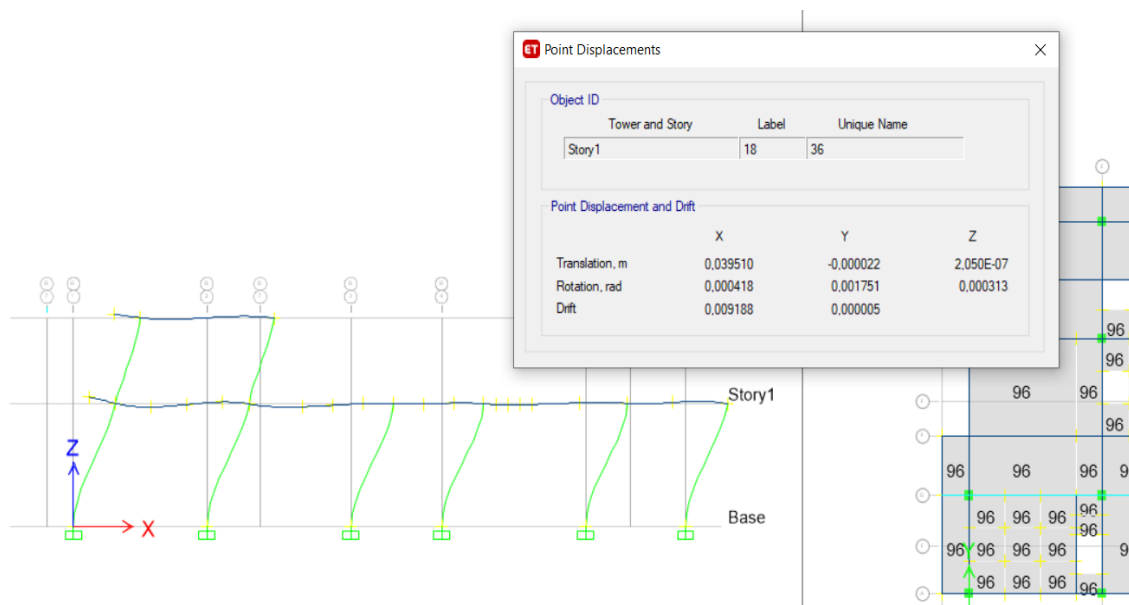 ET Point Displacements
Object ID
Tower and Story Label Unique Name
Story1 18 36
Point Displacement and Drift
X Y Z
Translation, m 0,039510 -0,000022 2,050E-07
Rotation, rad 0,000418 0,001751 0,000313
Drift 0,009188 0,000005
Story1
Z
Base
X
96
96
96 96
96
96 96 96 9
96 96 96 96
96
96 96 96 96 9
Y
96 96 96 96